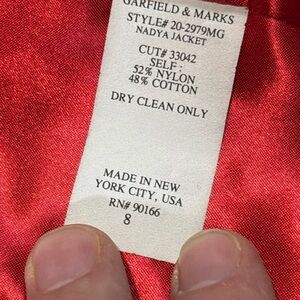 GARFIELD & MARKS
STYLE# 20-2979MG
NADYA JACKET
CUT# 33042
SELF :
52% NYLON
48% COTTON
DRY CLEAN ONLY
MADE IN NEW
YORK CITY, USA
RN# 90166
8